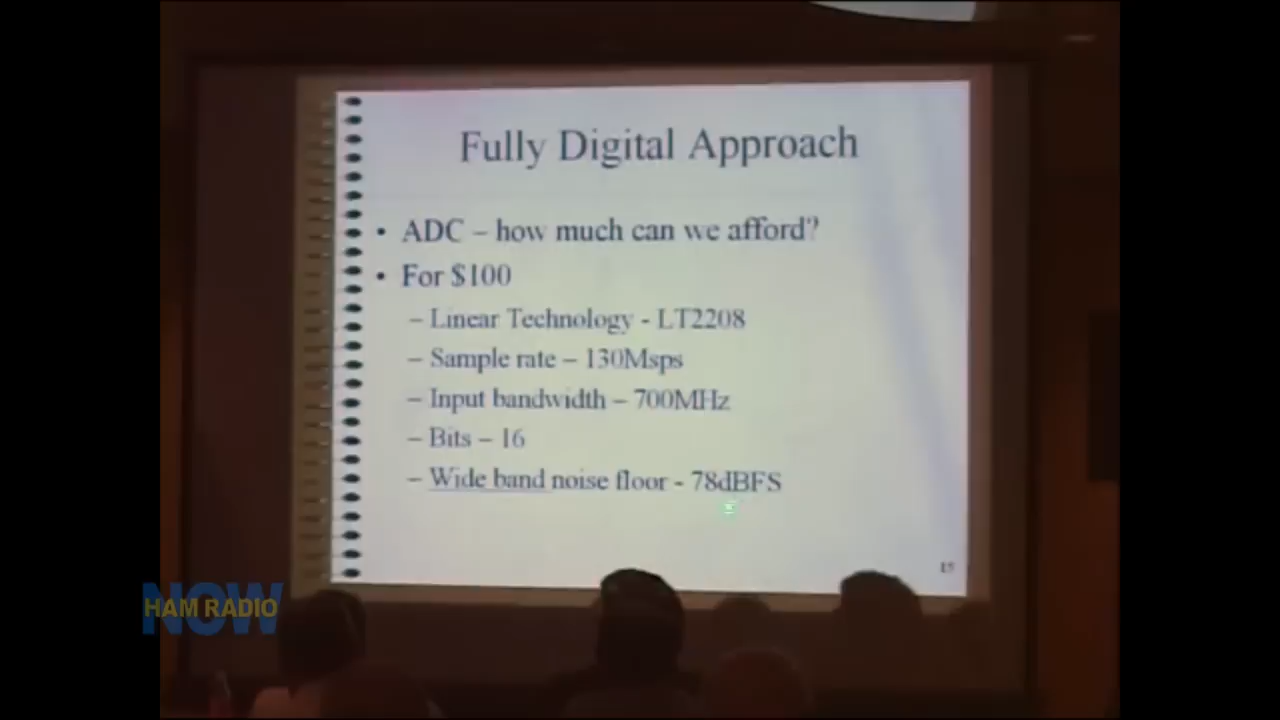 Fully Digital Approach
• ADC – how much can we afford?
• For $100
– Linear Technology - LT2208
– Sample rate – 130Msps
– Input bandwidth – 700MHz
– Bits – 16
– Wide band noise floor - 78dBFS
15
HAM RADIO
NOW